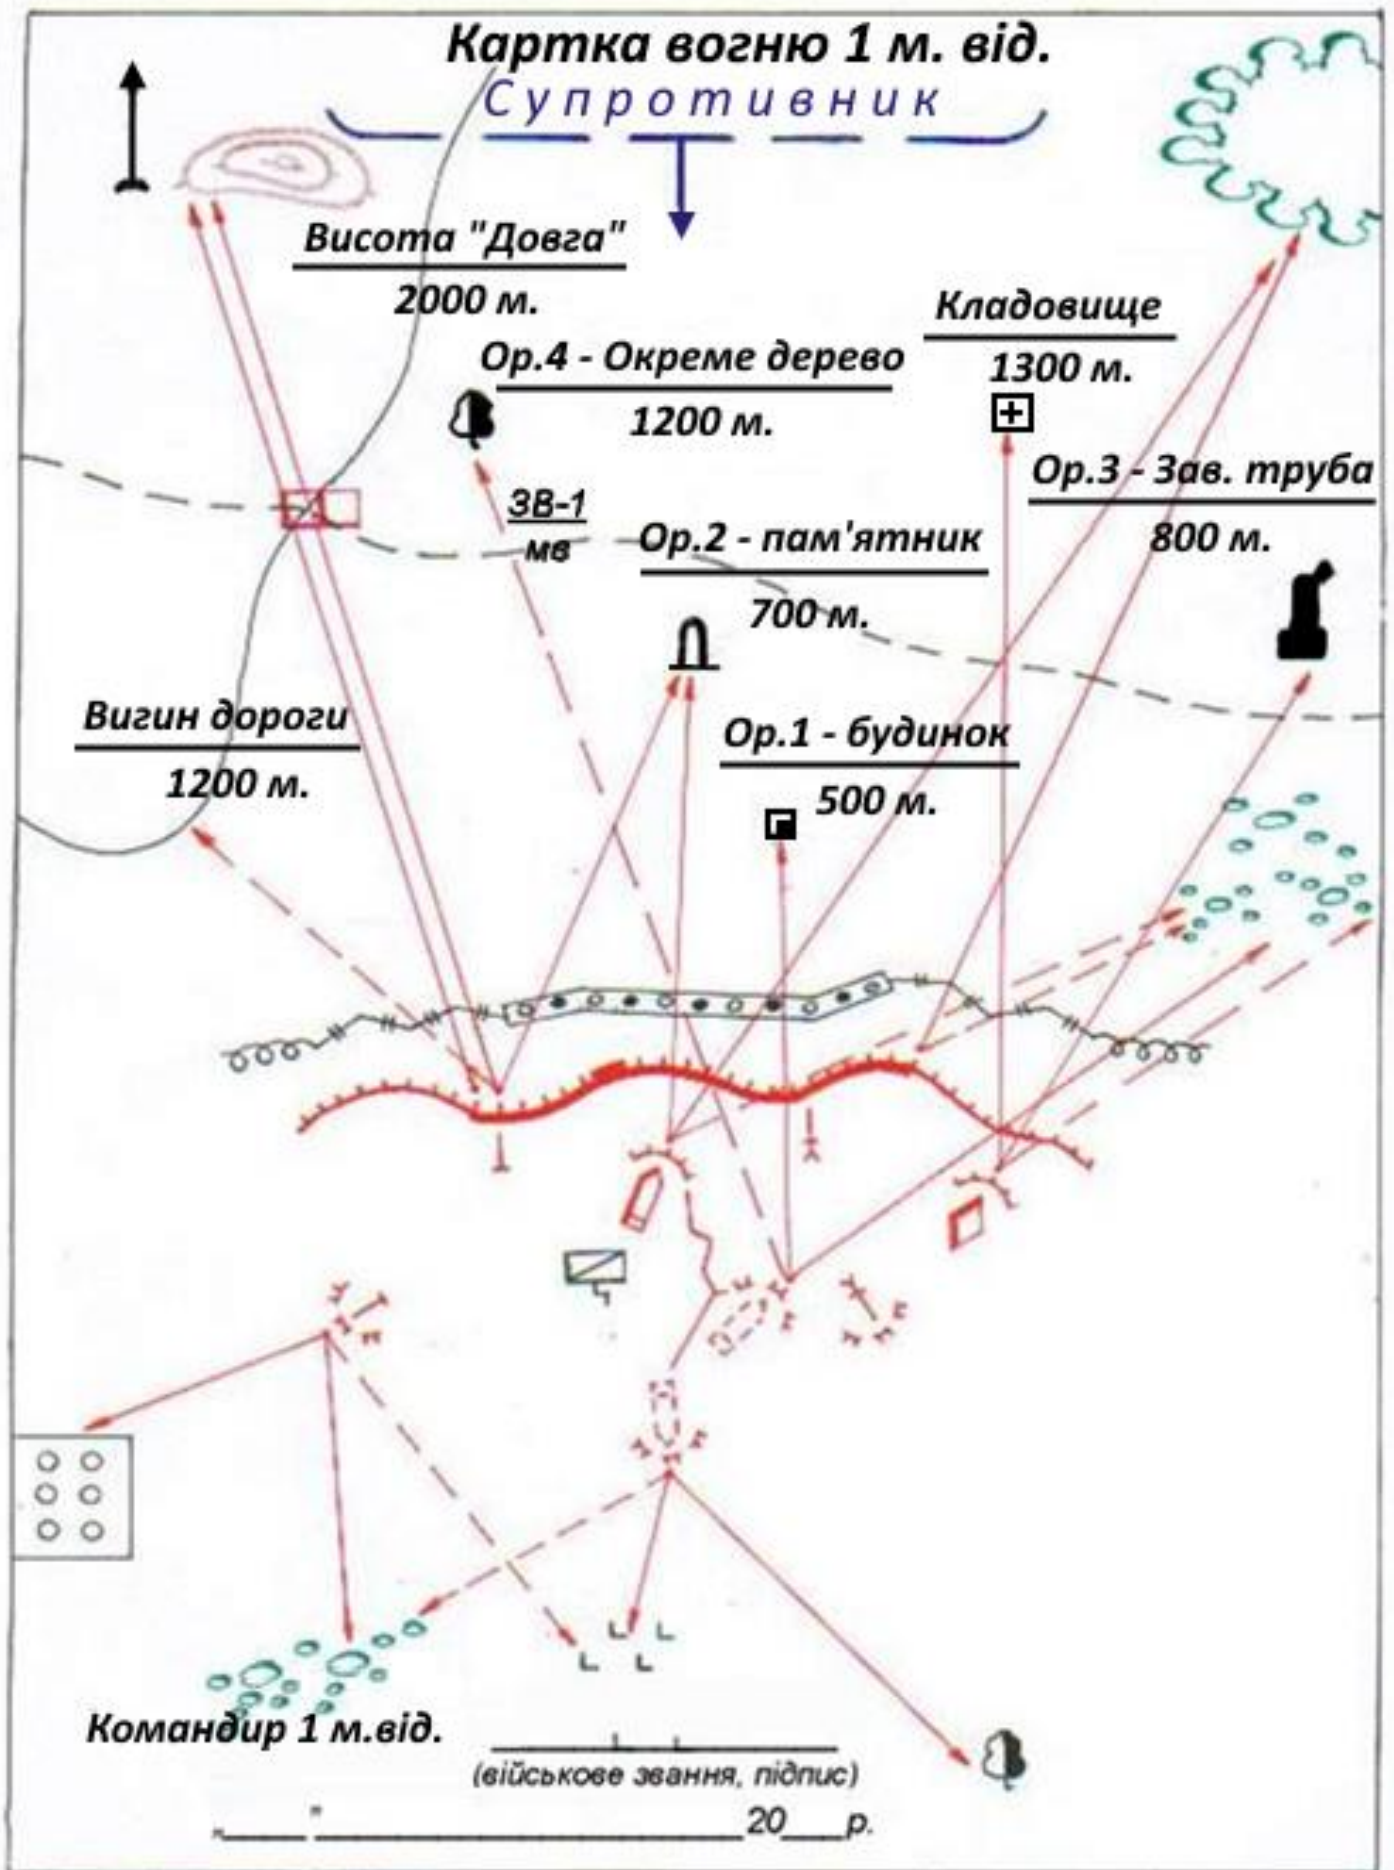 Картка вогню 1 м. від.
Супротивник
Висота "Довга"
2000 м.
Кладовище
1300 м.
Ор.4 - Окреме дерево
1200 м.
Ор.3 - Зав. труба
800 м.
ЗВ-1
мв
Ор.2 - пам'ятник
700 м.
Вигин дороги
1200 м.
Ор.1 - будинок
500 м.
Командир 1 м.від.
(військове звання, підпис)
„____”____________________20___р.